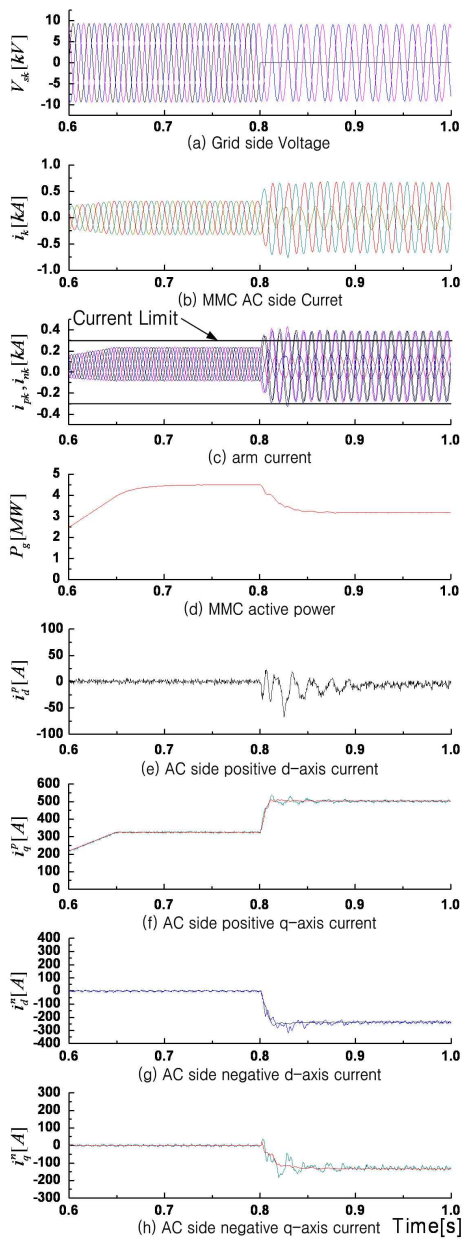 V_sk[kV]
10
5
0
-5
-10
0.6 0.7 0.8 0.9 1.0
(a) Grid side Voltage
i_k[kA]
1.0
0.5
0.0
-0.5
-1.0
0.6 0.7 0.8 0.9 1.0
(b) MMC AC side Curret
Current Limit
i_pk, i_nk[kA]
0.4
0.2
0.0
-0.2
-0.4
0.6 0.7 0.8 0.9 1.0
(c) arm current
P_g[MW]
5
4
3
2
1
0
0.6 0.7 0.8 0.9 1.0
(d) MMC active power
i_d^p[A]
100
50
0
-50
-100
0.6 0.7 0.8 0.9 1.0
(e) AC side positive d-axis current
i_q^p[A]
600
500
400
300
200
100
0
0.6 0.7 0.8 0.9 1.0
(f) AC side positive q-axis current
i_d^n[A]
400
300
200
100
0
-100
-200
-300
-400
0.6 0.7 0.8 0.9 1.0
(g) AC side negative d-axis current
i_q^n[A]
300
200
100
0
-100
-200
-300
0.6 0.7 0.8 0.9 1.0
(h) AC side negative q-axis current Time[s]